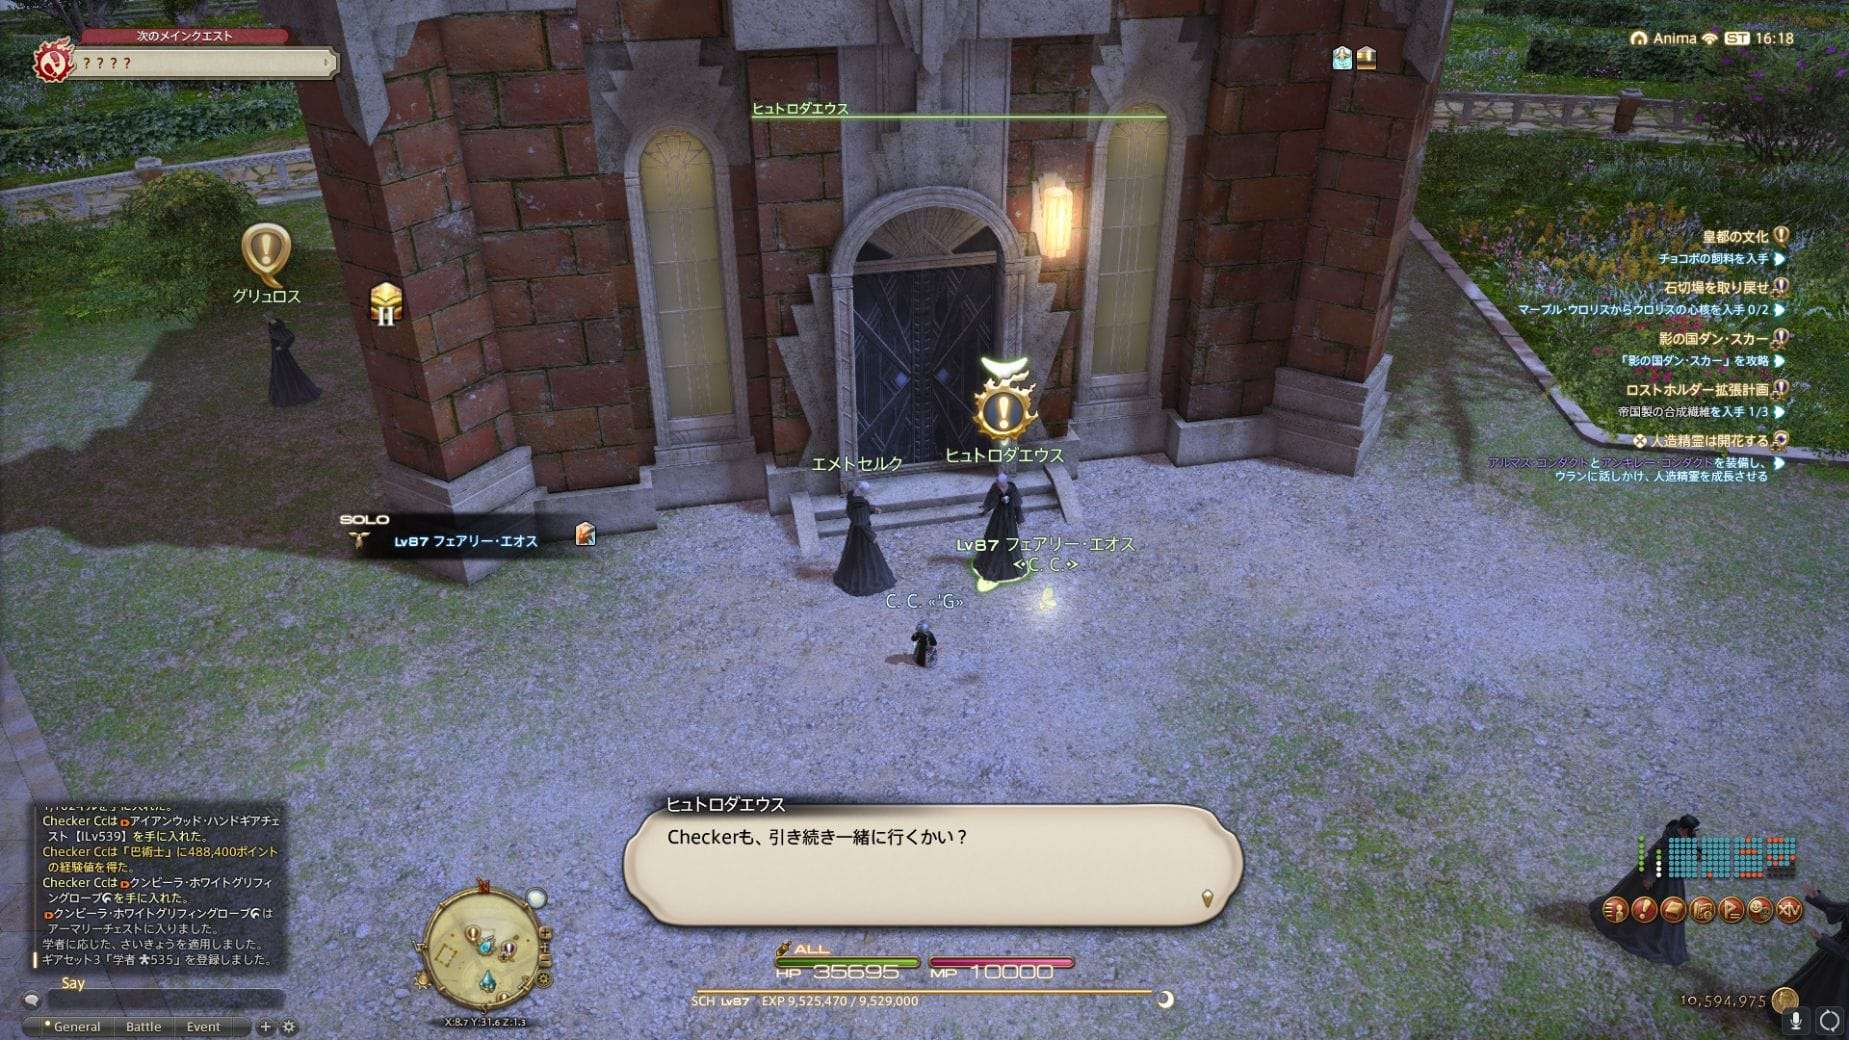 次のメインクエスト
????
Anima ST 16:18
ヒュトロダエウス
グリュロス
II
皇都の文化
チョコボの飼料を入手
石切場を取り戻せ
マーブル・ウロリスからウロリスの心核を入手 0/2
影の国ダン・スカー
「影の国ダン・スカー」を攻略
ロストホルダー拡張計画
帝国製の合成繊維を入手 1/3
人造精霊は開花する
アルマス・コンダクトとアンキレー・コンダクトを装備し、
ウランに話しかけ、人造精霊を成長させる
エメトセルク
ヒュトロダエウス
SOLO
Lv87 フェアリー・エオス
Lv87 フェアリー・エオス
<C. C.>
C. C. «'G»
ヒュトロダエウス
Checkerも、引き続き一緒に行くかい？
Checker Ccはアイアンウッド・ハンドギアチェ
スト【ILv539】を手に入れた。
Checker Ccは「巴術士」に488,400ポイント
の経験値を得た。
Checker Ccはクンビーラ・ホワイトグリフィ
ングローブを手に入れた。
クンビーラ・ホワイトグリフィングローブは
アーマリーチェストに入りました。
学者に応じた、さいきょうを適用しました。
ギアセット3「学者 ★535」を登録しました。
Say
General Battle Event
X:8.7 Y:31.6 Z:1.3
ALL
HP 35695 MP 10000
SCH Lv87 EXP 9,525,470 / 9,529,000
XIV
10,594,975